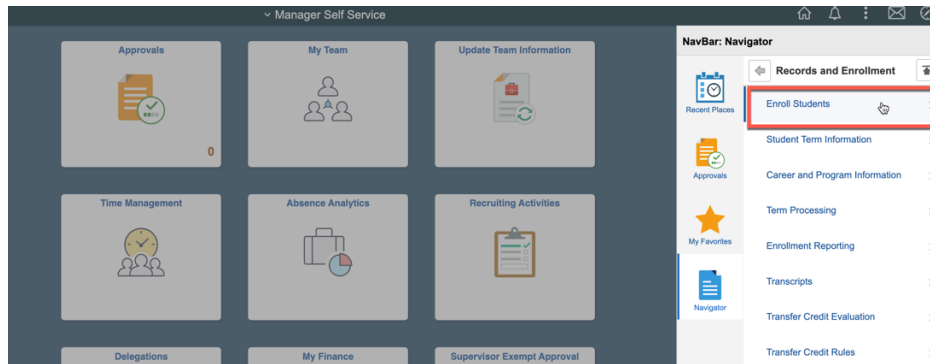 Manager Self Service
Approvals
My Team
Update Team Information
0
Time Management
Absence Analytics
Recruiting Activities
Delegations
My Finance
Supervisor Exempt Approval
NavBar: Navigator
Recent Places
Approvals
My Favorites
Navigator
Records and Enrollment
Enroll Students
Student Term Information
Career and Program Information
Term Processing
Enrollment Reporting
Transcripts
Transfer Credit Evaluation
Transfer Credit Rules